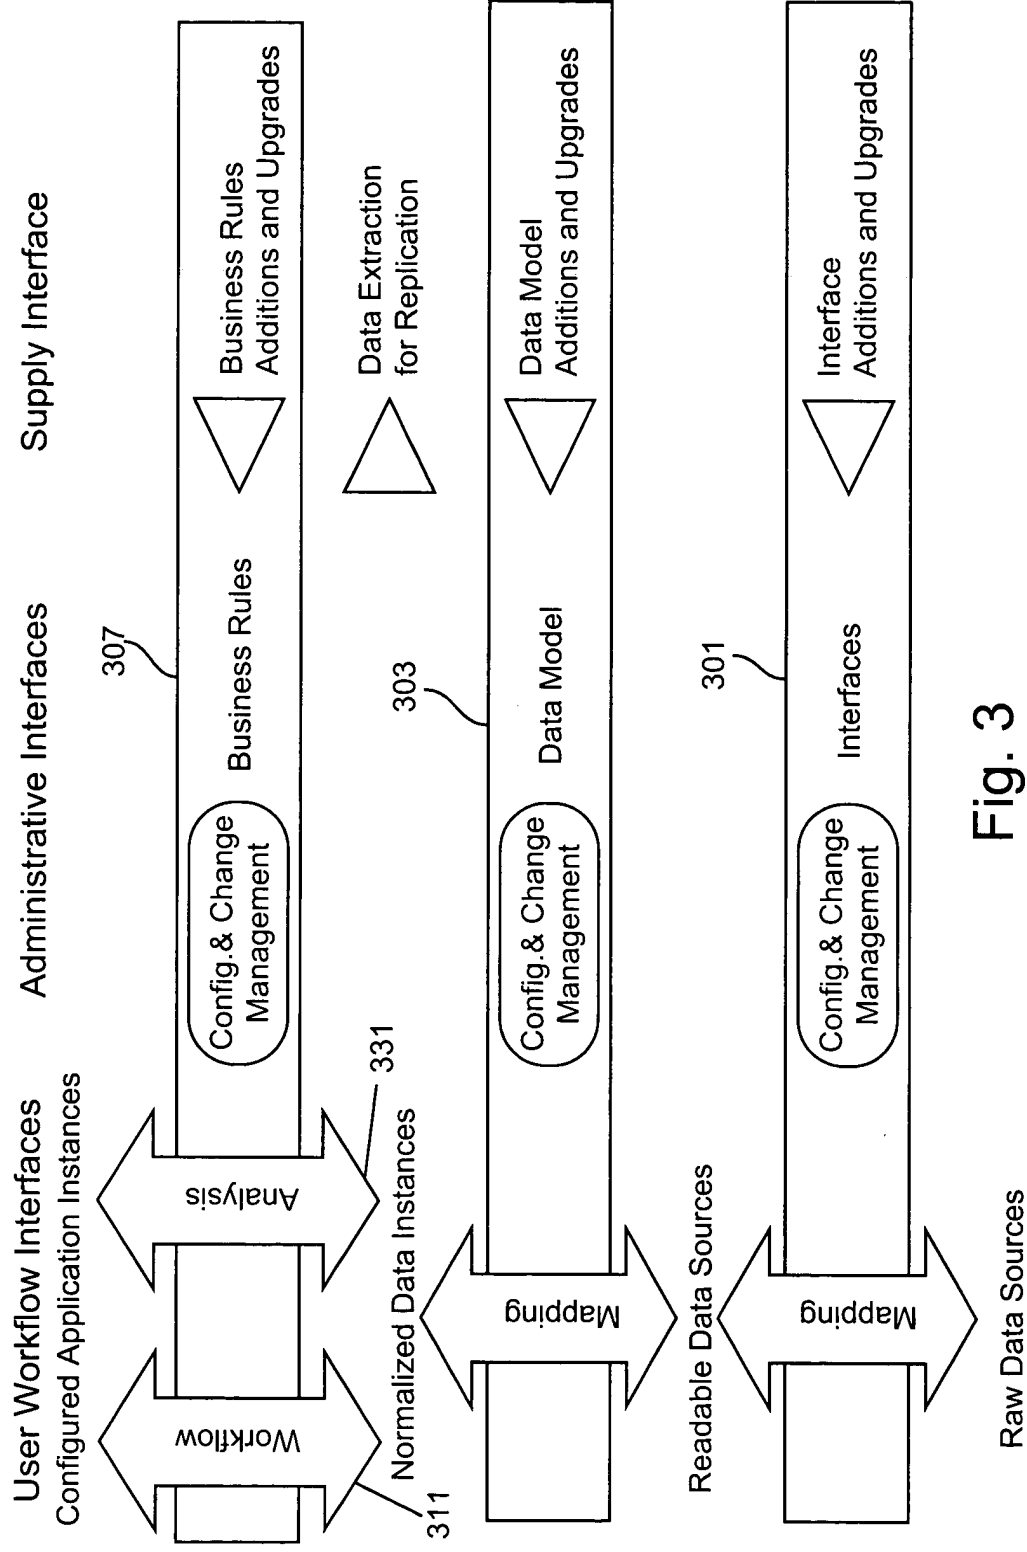 User Workflow Interfaces
Administrative Interfaces
Supply Interface
Configured Application Instances
307
Workflow
Analysis
Config.& Change
Management
Business Rules
Business Rules
Additions and Upgrades
311
331
Normalized Data Instances
303
Data Extraction
for Replication
Mapping
Config.& Change
Management
Data Model
Data Model
Additions and Upgrades
Readable Data Sources
301
Mapping
Config.& Change
Management
Interfaces
Interface
Additions and Upgrades
Raw Data Sources
Fig. 3